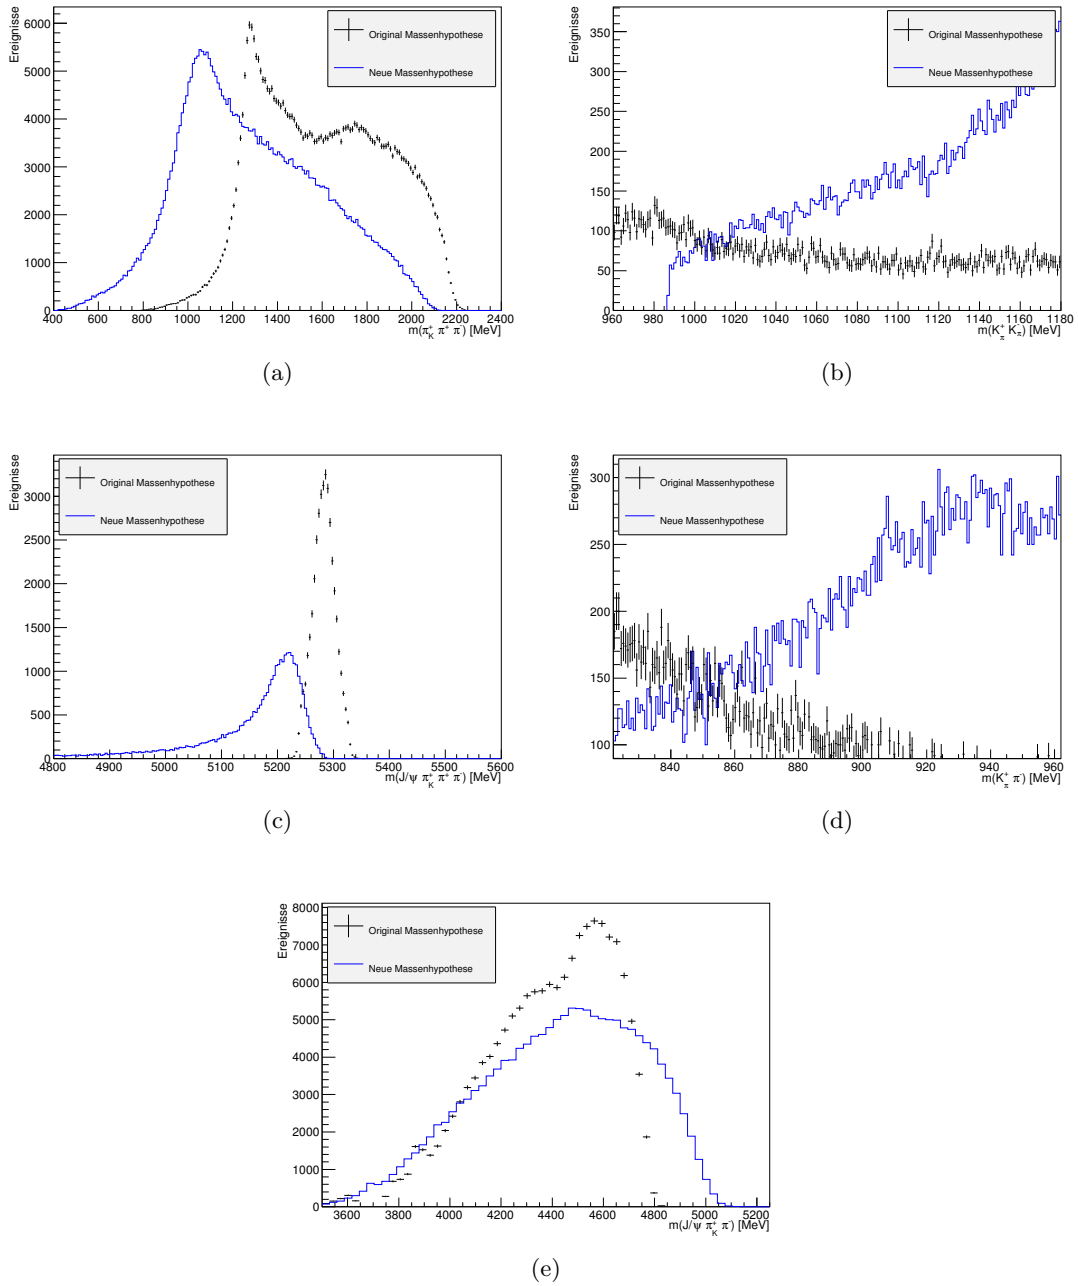 Ereignisse
6000
5000
4000
3000
2000
1000
0
400 600 800 1000 1200 1400 1600 1800 2000 2200 2400
m(π⁺_K π⁺ π⁻) [MeV]
Original Massenhypothese
Neue Massenhypothese
(a)
Ereignisse
350
300
250
200
150
100
50
0
960 980 1000 1020 1040 1060 1080 1100 1120 1140 1160 1180
m(K⁺_π K⁻_π) [MeV]
Original Massenhypothese
Neue Massenhypothese
(b)
Ereignisse
3000
2500
2000
1500
1000
500
0
4800 4900 5000 5100 5200 5300 5400 5500 5600
m(J/ψ π⁺_K π⁺ π⁻) [MeV]
Original Massenhypothese
Neue Massenhypothese
(c)
Ereignisse
300
250
200
150
100
840 860 880 900 920 940 960
m(K⁺_π π⁻) [MeV]
Original Massenhypothese
Neue Massenhypothese
(d)
Ereignisse
8000
7000
6000
5000
4000
3000
2000
1000
0
3600 3800 4000 4200 4400 4600 4800 5000 5200
m(J/ψ π⁺_K π⁻) [MeV]
Original Massenhypothese
Neue Massenhypothese
(e)